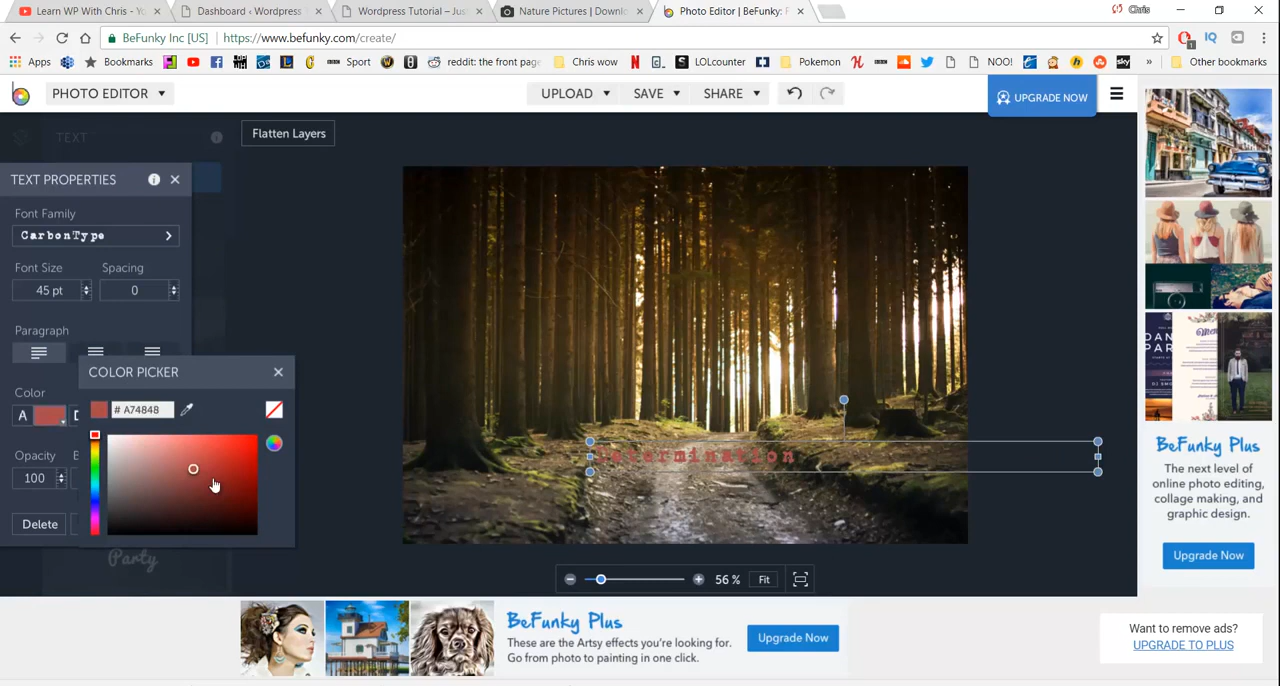 Learn WP With Chris - Yo
Dashboard ‹ Wordpress
Wordpress Tutorial – Just
Nature Pictures | Downlo
Photo Editor | BeFunky: F
Chris
BeFunky Inc [US]
https://www.befunky.com/create/
Apps
Bookmarks
Sport
reddit: the front page
Chris wow
LOLcounter
Pokemon
NOO!
sky
»
Other bookmarks
PHOTO EDITOR
UPLOAD
SAVE
SHARE
UPGRADE NOW
TEXT
Flatten Layers
TEXT PROPERTIES
Font Family
CarbonType
Font Size
Spacing
45 pt
0
Paragraph
Color
A
COLOR PICKER
# A74848
Opacity
100
Delete
Party
Determination
56 %
Fit
BeFunky Plus
The next level of
online photo editing,
collage making, and
graphic design.
Upgrade Now
BeFunky Plus
These are the Artsy effects you're looking for.
Go from photo to painting in one click.
Upgrade Now
Want to remove ads?
UPGRADE TO PLUS